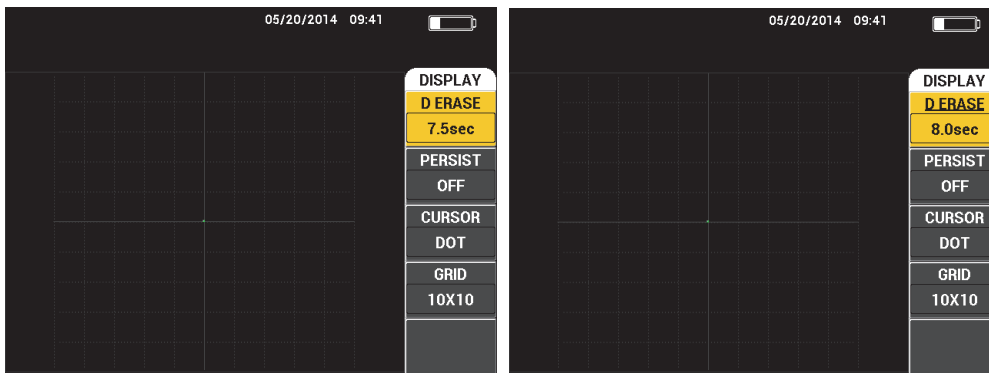 05/20/2014 09:41
DISPLAY
D ERASE
7.5sec
PERSIST
OFF
CURSOR
DOT
GRID
10X10
05/20/2014 09:41
DISPLAY
D ERASE
8.0sec
PERSIST
OFF
CURSOR
DOT
GRID
10X10